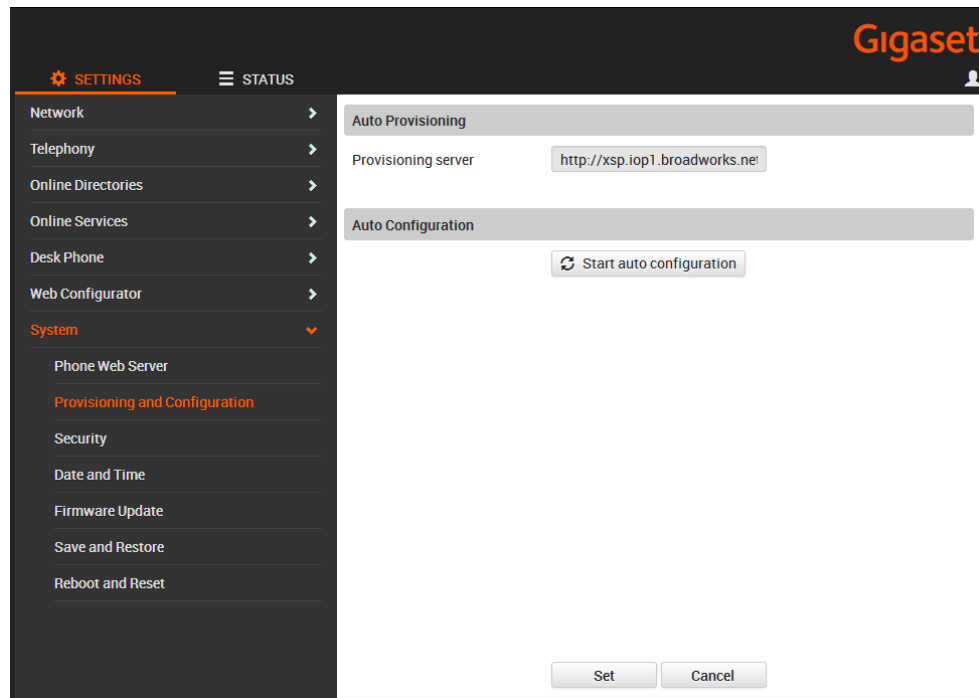 Gigaset
SETTINGS STATUS
Network
Telephony
Online Directories
Online Services
Desk Phone
Web Configurator
System
Phone Web Server
Provisioning and Configuration
Security
Date and Time
Firmware Update
Save and Restore
Reboot and Reset
Auto Provisioning
Provisioning server http://xsp.iop1.broadworks.net
Auto Configuration
Start auto configuration
Set Cancel